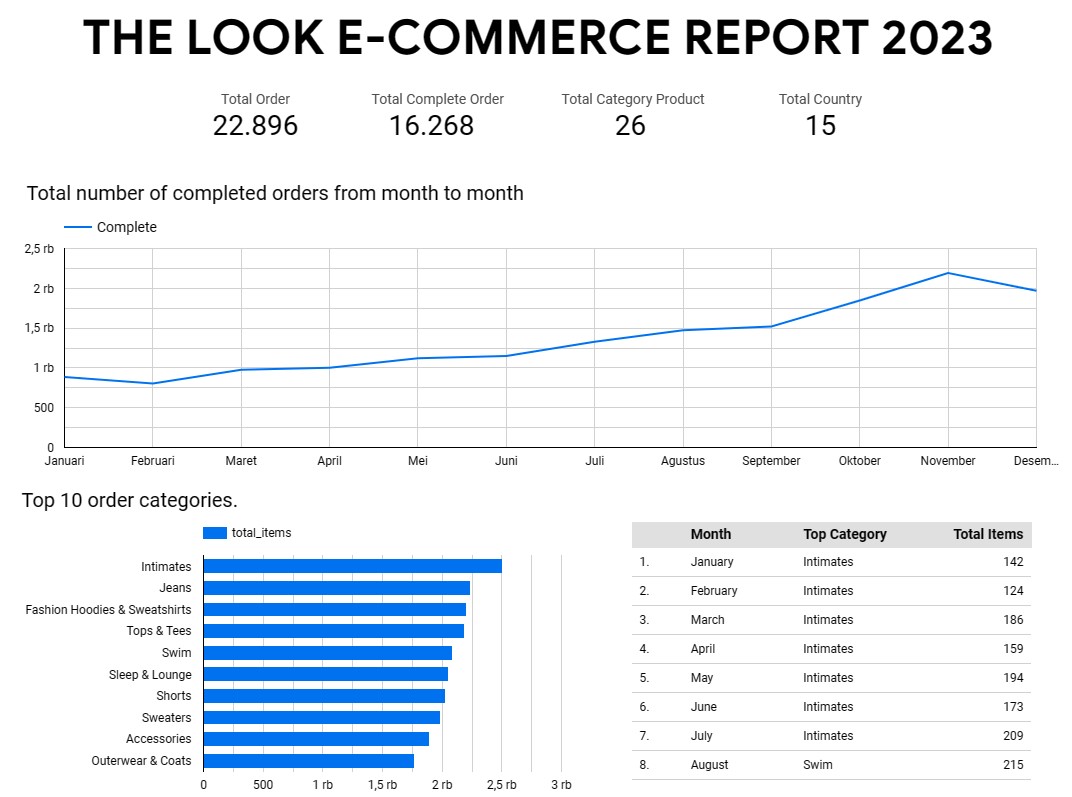 THE LOOK E-COMMERCE REPORT 2023
Total Order
22.896
Total Complete Order
16.268
Total Category Product
26
Total Country
15
Total number of completed orders from month to month
Complete
2,5 rb
2 rb
1,5 rb
1 rb
500
0
Januari Februari Maret April Mei Juni Juli Agustus September Oktober November Desem...
Top 10 order categories.
total_items
Intimates
Jeans
Fashion Hoodies & Sweatshirts
Tops & Tees
Swim
Sleep & Lounge
Shorts
Sweaters
Accessories
Outerwear & Coats
0 500 1 rb 1,5 rb 2 rb 2,5 rb 3 rb
Month Top Category Total Items
1. January Intimates 142
2. February Intimates 124
3. March Intimates 186
4. April Intimates 159
5. May Intimates 194
6. June Intimates 173
7. July Intimates 209
8. August Swim 215